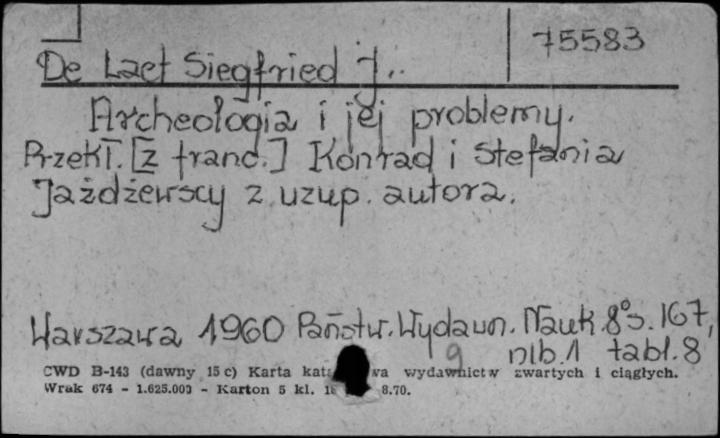 75583
De Laet Siegfried J..
Archeologia i jej problemy.
Przekł. [z franc.] Konrad i Stefania
Jażdżewscy z uzup. autora.
Warszawa 1960 Państw. Wydawn. Nauk. 8° s. 167,
9 nlb. 1 tabl. 8
CWD B-143 (dawny 15 c) Karta wydawnictw zwartych i ciągłych.
Wrak 674 - 1.625.000 - Karton 5 kl. 8.70.